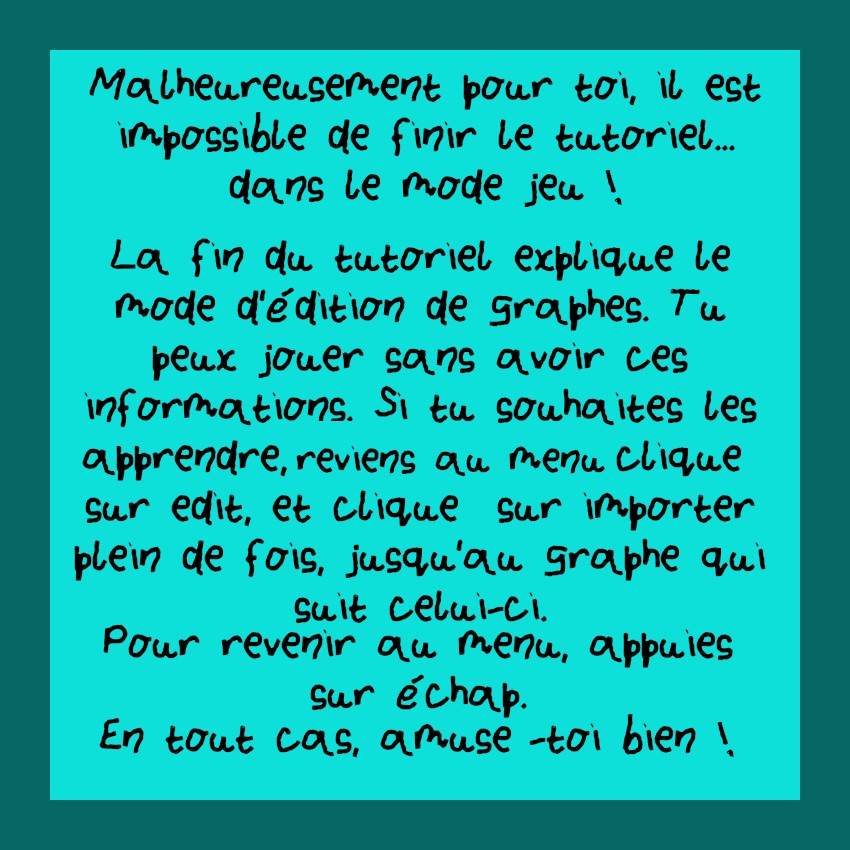 Malheureusement pour toi, il est
impossible de finir le tutoriel...
dans le mode jeu !
La fin du tutoriel explique le
mode d'édition de graphes. Tu
peux jouer sans avoir ces
informations. Si tu souhaites les
apprendre, reviens au menu clique
sur edit, et clique sur importer
plein de fois, jusqu'au graphe qui
suit celui-ci.
Pour revenir au menu, appuies
sur échap.
En tout cas, amuse -toi bien !